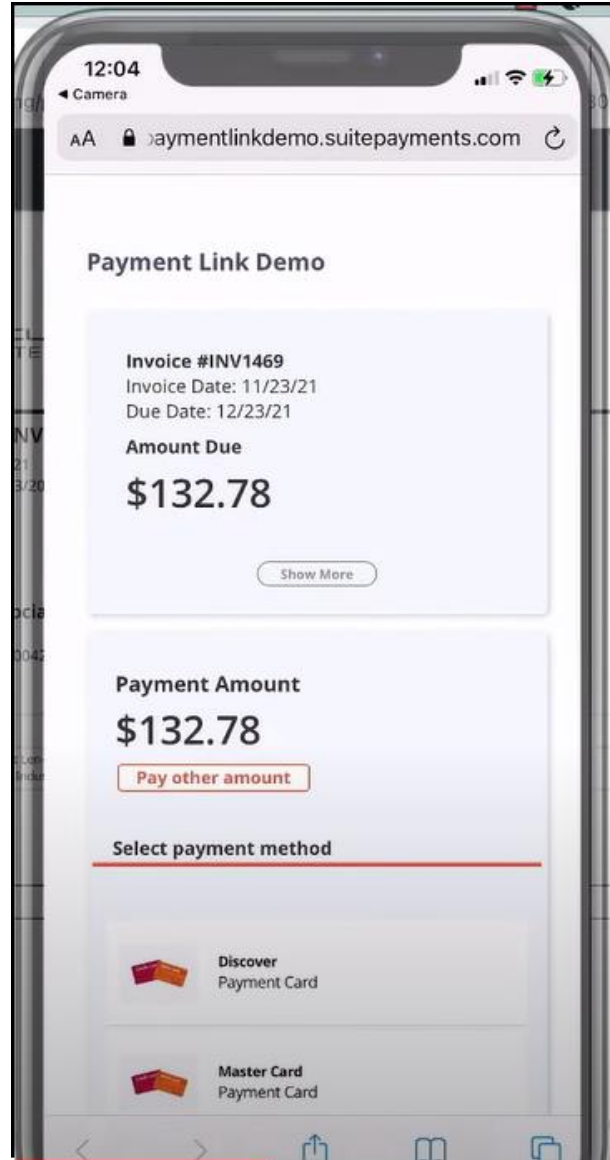 12:04
◀ Camera
AA aymentlinkdemo.suitepayments.com
Payment Link Demo
Invoice #INV1469
Invoice Date: 11/23/21
Due Date: 12/23/21
Amount Due
$132.78
Show More
Payment Amount
$132.78
Pay other amount
Select payment method
Discover
Payment Card
Master Card
Payment Card